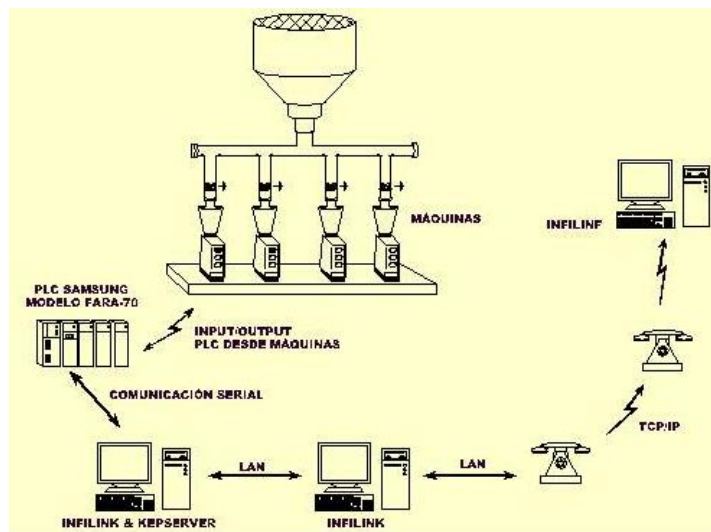 MÁQUINAS
INFILINF
PLC SAMSUNG
MODELO FARA-70
INPUT/OUTPUT
PLC DESDE MÁQUINAS
COMUNICACIÓN SERIAL
TCP/IP
LAN
LAN
INFILINK & KEPSERVER
INFILINK